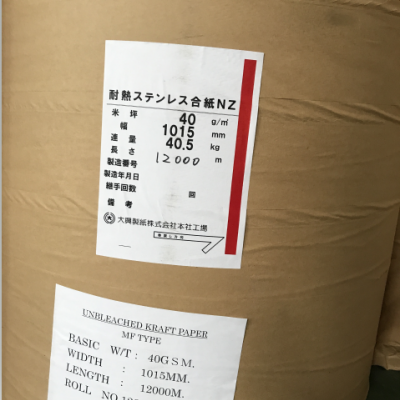 耐熱ステンレス合紙NZ
米坪 40 g/㎡
幅 1015 mm
連量 40.5 kg
長さ 12000 m
製造番号
製造年月日
継手回数 回
備考
大興製紙株式会社本社工場
UNBLEACHED KRAFT PAPER
MF TYPE
BASIC W/T: 40GSM.
WIDTH : 1015MM.
LENGTH : 12000M.
ROLL NO.